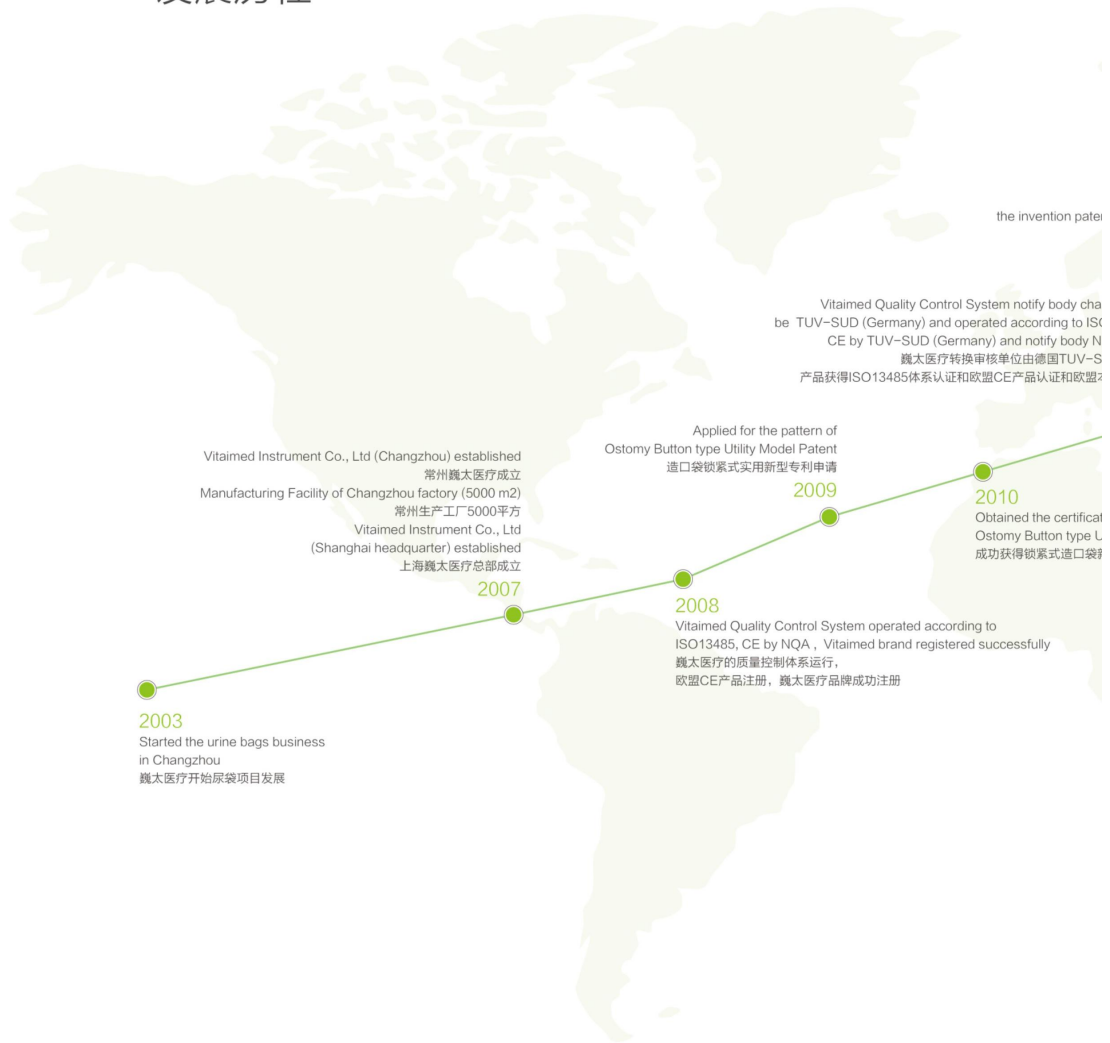 发展历程
the invention
Vitaimed Quality Control System notify body
be TUV-SUD (Germany) and operated according to
CE by TUV-SUD (Germany) and notify body
巍太医疗转换审核单位由德国TUV-S
产品获得ISO13485体系认证和欧盟CE产品认证和欧盟
Applied for the pattern of
Ostomy Button type Utility Model Patent
造口袋锁紧式实用新型专利申请
2009
Vitaimed Instrument Co., Ltd (Changzhou) established
常州巍太医疗成立
Manufacturing Facility of Changzhou factory (5000 m2)
常州生产工厂5000平方
Vitaimed Instrument Co., Ltd
(Shanghai headquarter) established
上海巍太医疗总部成立
2007
2010
Obtained the
Ostomy Button type
成功获得锁紧式造口袋
2008
Vitaimed Quality Control System operated according to
ISO13485, CE by NQA , Vitaimed brand registered successfully
巍太医疗的质量控制体系运行，
欧盟CE产品注册，巍太医疗品牌成功注册
2003
Started the urine bags business
in Changzhou
巍太医疗开始尿袋项目发展